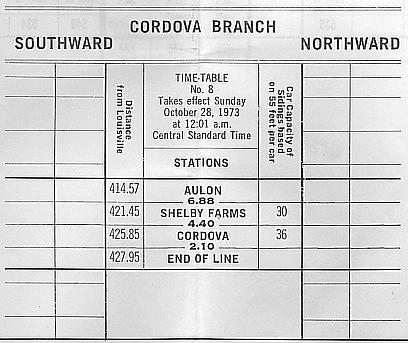 CORDOVA BRANCH
SOUTHWARD
NORTHWARD
Distance
from Louisville
TIME-TABLE
No. 8
Takes effect Sunday
October 28, 1973
at 12:01 a.m.
Central Standard Time
STATIONS
Car Capacity of
Sidings based
on 55 feet per car
414.57 AULON
6.88
421.45 SHELBY FARMS 30
4.40
425.85 CORDOVA 36
2.10
427.95 END OF LINE